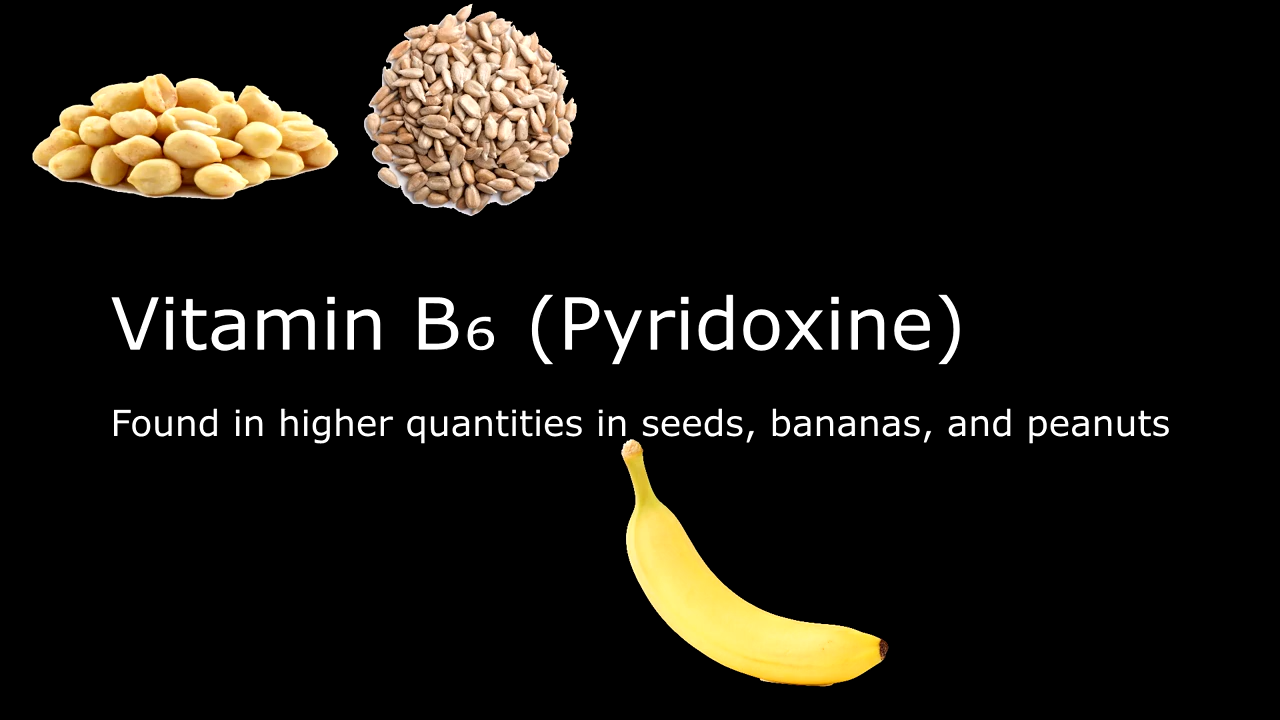 Vitamin B₆ (Pyridoxine)
Found in higher quantities in seeds, bananas, and peanuts